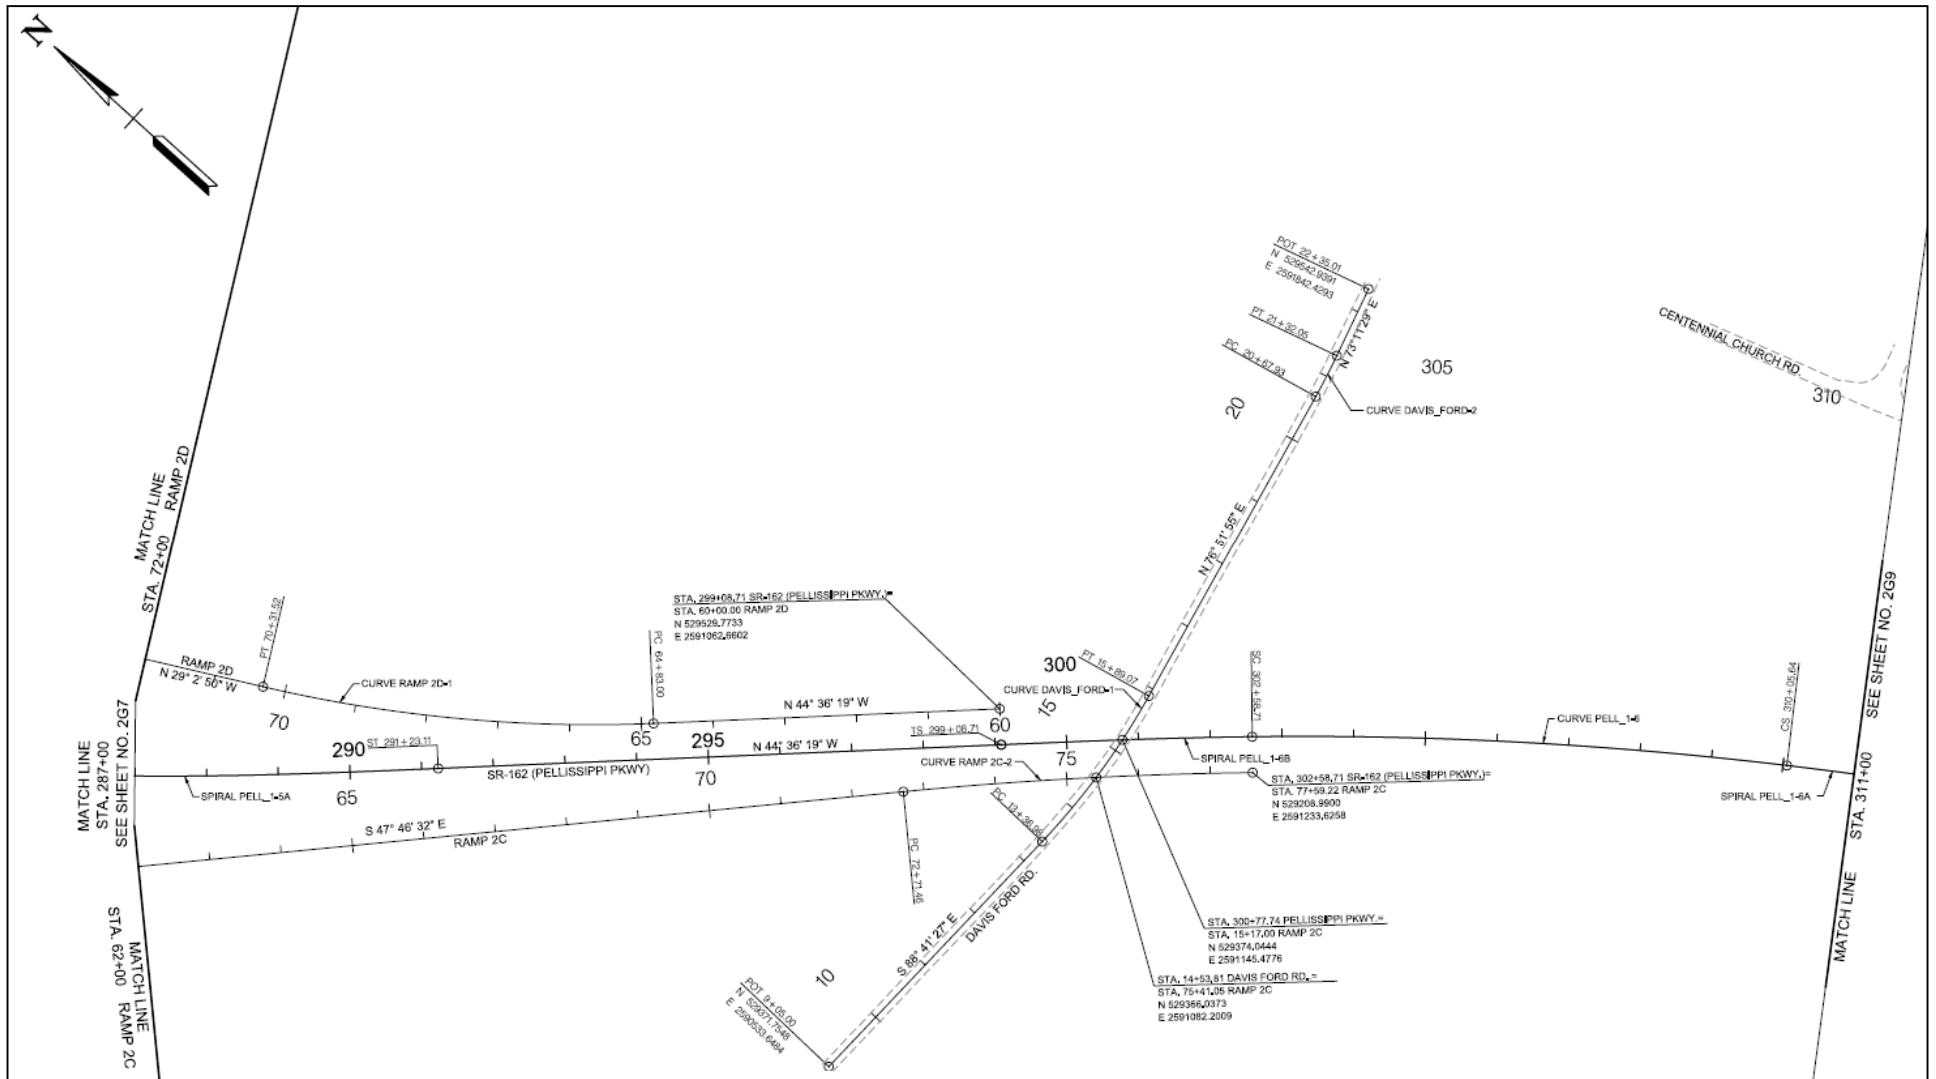 N
POT 22+35.01
N 529542.9391
E 2591842.4293
PT 21+32.05
PC 20+67.93
N 73°11'29" E
305
CURVE DAVIS_FORD-2
CENTENNIAL CHURCH RD.
310
20
MATCH LINE
STA. 72+00 RAMP 2D
N 76° 51' 55" E
SEE SHEET NO. 2G9
STA. 299+08.71 SR-162 (PELLISSIPPI PKWY.)=
STA. 60+00.00 RAMP 2D
N 529529.7733
E 2591062.6602
PT 70+31.52
RAMP 2D
N 29° 2' 50" W
CURVE RAMP 2D-1
PC 64+83.00
300
PT 15+89.07
CURVE DAVIS_FORD-1
15
SC 302+58.71
CS 310+05.64
N 44° 36' 19" W
70
65
60
CURVE PELL_1-6
290
ST 291+23.11
295
N 44° 36' 19" W
TS 299+08.71
MATCH LINE
STA. 287+00
SEE SHEET NO. 2G7
SR-162 (PELLISSIPPI PKWY)
CURVE RAMP 2C-2
75
SPIRAL PELL_1-6B
SPIRAL PELL_1-5A
65
70
STA. 302+58.71 SR-162 (PELLISSIPPI PKWY.)=
STA. 77+59.22 RAMP 2C
N 529208.9900
E 2591233.6258
SPIRAL PELL_1-6A
STA. 311+00
MATCH LINE
S 47° 46' 32" E
RAMP 2C
PC 72+71.46
PC 13+36.96
DAVIS FORD RD.
S 88° 41' 27" E
10
STA. 300+77.74 PELLISSIPPI PKWY.=
STA. 15+17.00 RAMP 2C
N 529374.0444
E 2591145.4776
STA. 14+53.81 DAVIS FORD RD. =
STA. 75+41.05 RAMP 2C
N 529366.0373
E 2591082.2009
POT 9+05.00
N 529371.7548
E 2590533.6484
MATCH LINE
STA. 62+00 RAMP 2C